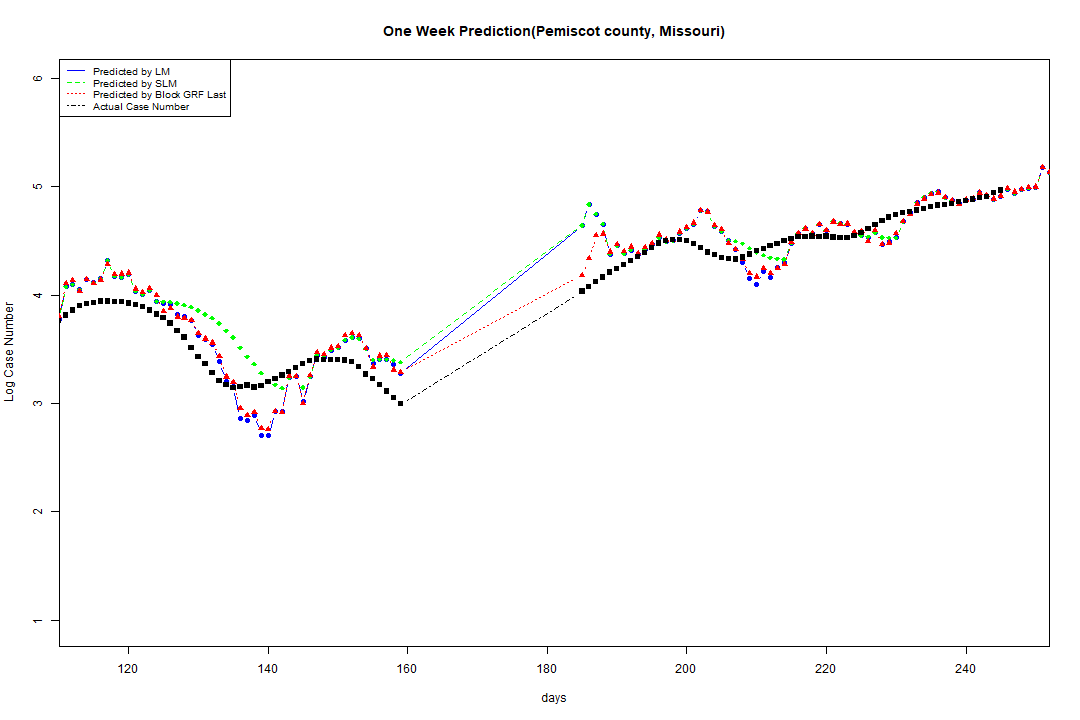 One Week Prediction(Pemiscot county, Missouri)
Predicted by LM
Predicted by SLM
Predicted by Block GRF Last
Actual Case Number
Log Case Number
6
5
4
3
2
1
120 140 160 180 200 220 240
days